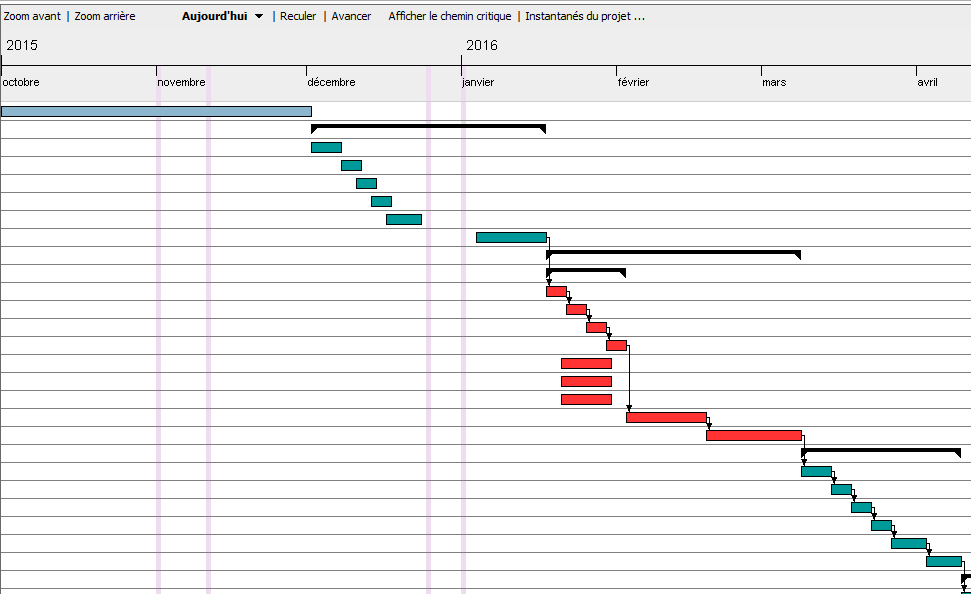 Zoom avant | Zoom arrière Aujourd'hui | Reculer | Avancer Afficher le chemin critique | Instantanés du projet ...
2015 2016
octobre novembre décembre janvier février mars avril